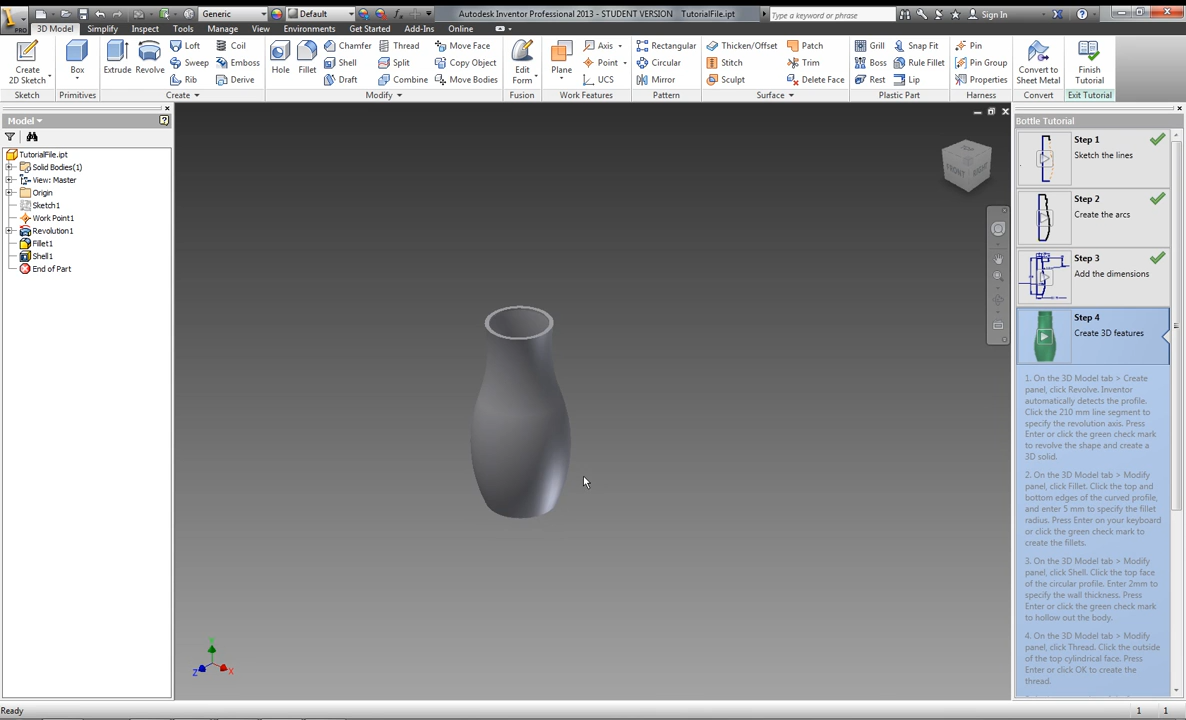 Generic
Default
Autodesk Inventor Professional 2013 - STUDENT VERSION TutorialFile.ipt
Type a keyword or phrase
Sign In
PRO
3D Model Simplify Inspect Tools Manage View Environments Get Started Add-Ins Online
Create
2D Sketch
Sketch
Box
Primitives
Extrude Revolve
Loft Coil
Sweep Emboss
Rib Derive
Create
Hole Fillet
Chamfer Thread Move Face
Shell Split Copy Object
Draft Combine Move Bodies
Modify
Edit
Form
Fusion
Plane
Axis
Point
UCS
Work Features
Rectangular
Circular
Mirror
Pattern
Thicken/Offset Patch
Stitch Trim
Sculpt Delete Face
Surface
Grill Snap Fit
Boss Rule Fillet
Rest Lip
Plastic Part
Pin
Pin Group
Properties
Harness
Convert to
Sheet Metal
Convert
Finish
Tutorial
Exit Tutorial
Model
TutorialFile.ipt
Solid Bodies(1)
View: Master
Origin
Sketch1
Work Point1
Revolution1
Fillet1
Shell1
End of Part
FRONT
RIGHT
Y
Z
X
Bottle Tutorial
Step 1
Sketch the lines
Step 2
Create the arcs
Step 3
Add the dimensions
Step 4
Create 3D features
1. On the 3D Model tab > Create
panel, click Revolve. Inventor
automatically detects the profile.
Click the 210 mm line segment to
specify the revolution axis. Press
Enter or click the green check mark
to revolve the shape and create a
3D solid.
2. On the 3D Model tab > Modify
panel, click Fillet. Click the top and
bottom edges of the curved profile,
and enter 5 mm to specify the fillet
radius. Press Enter on your keyboard
or click the green check mark to
create the fillets.
3. On the 3D Model tab > Modify
panel, click Shell. Click the top face
of the circular profile. Enter 2mm to
specify the wall thickness. Press
Enter or click the green check mark
to hollow out the body.
4. On the 3D Model tab > Modify
panel, click Thread. Click the outside
of the top cylindrical face. Press
Enter or click OK to create the
thread.
Ready
1 1